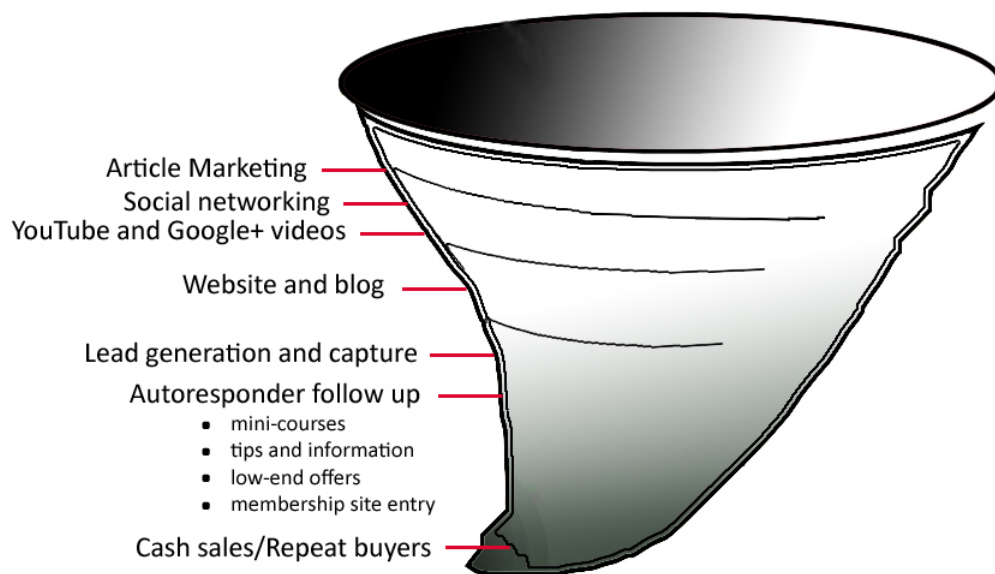 Article Marketing
Social networking
YouTube and Google+ videos
Website and blog
Lead generation and capture
Autoresponder follow up
• mini-courses
• tips and information
• low-end offers
• membership site entry
Cash sales/Repeat buyers